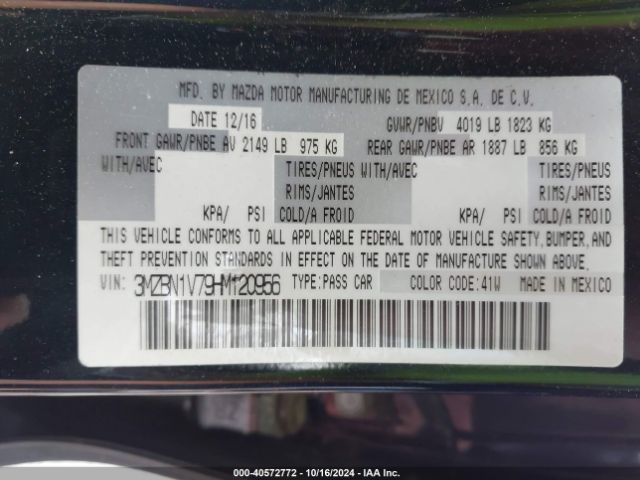 MFD. BY MAZDA MOTOR MANUFACTURING DE MEXICO S.A. DE C.V.
DATE 12/16 GVWR/PNBV 4019 LB 1823 KG
FRONT GAWR/PNBE AV 2149 LB 975 KG REAR GAWR/PNBE AR 1887 LB 856 KG
WITH/AVEC TIRES/PNEUS WITH/AVEC TIRES/PNEUS
RIMS/JANTES RIMS/JANTES
KPA/ PSI COLD/A FROID KPA/ PSI COLD/A FROID
THIS VEHICLE CONFORMS TO ALL APPLICABLE FEDERAL MOTOR VEHICLE SAFETY, BUMPER, AND
THEFT PREVENTION STANDARDS IN EFFECT ON THE DATE OF MANUFACTURE SHOWN ABOVE.
VIN: 3MZBN1V79HM120956 TYPE:PASS CAR COLOR CODE:41W MADE IN MEXICO
000-40572772 - 10/16/2024 - IAA Inc.